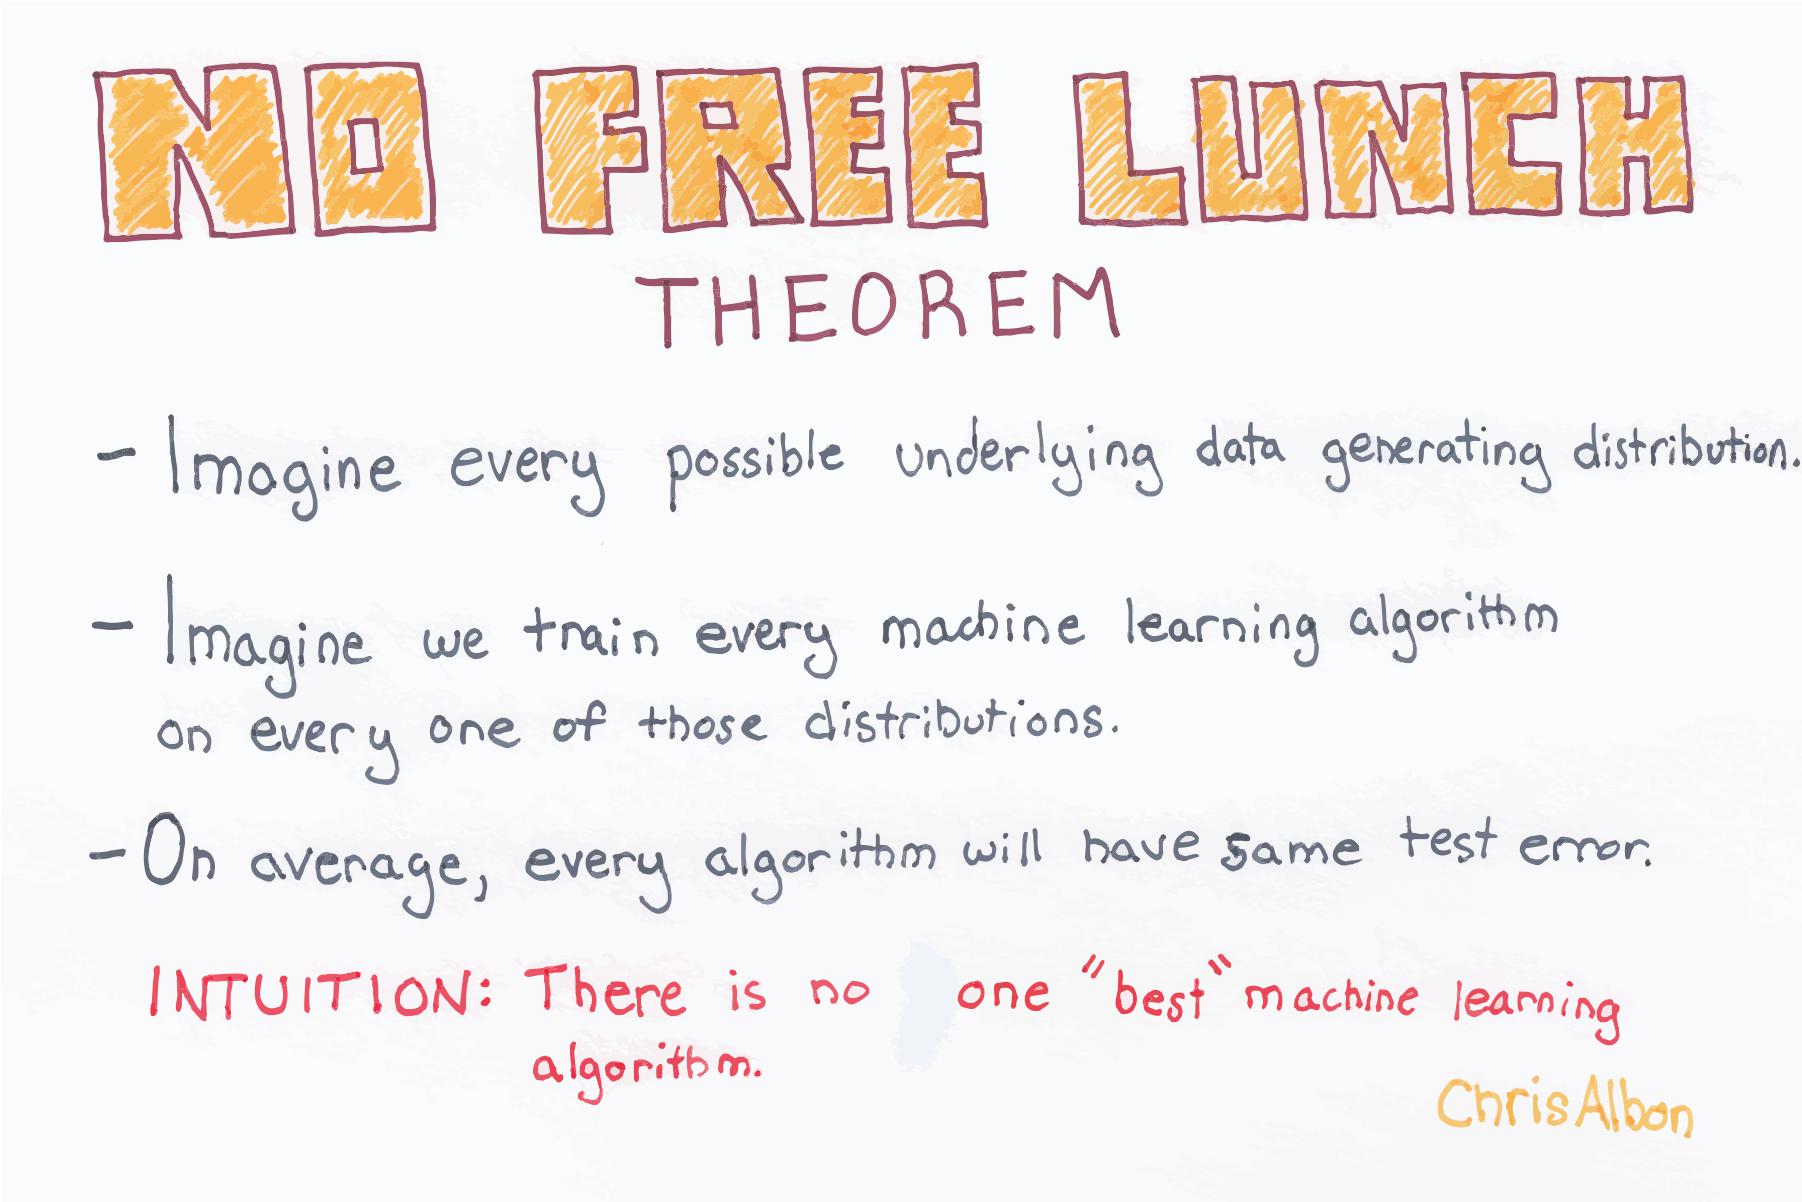 NO FREE LUNCH
THEOREM
- Imagine every possible underlying data generating distribution.
- Imagine we train every machine learning algorithm
on every one of those distributions.
- On average, every algorithm will have same test error.
INTUITION: There is no one "best" machine learning
algorithm.
Chris Albon